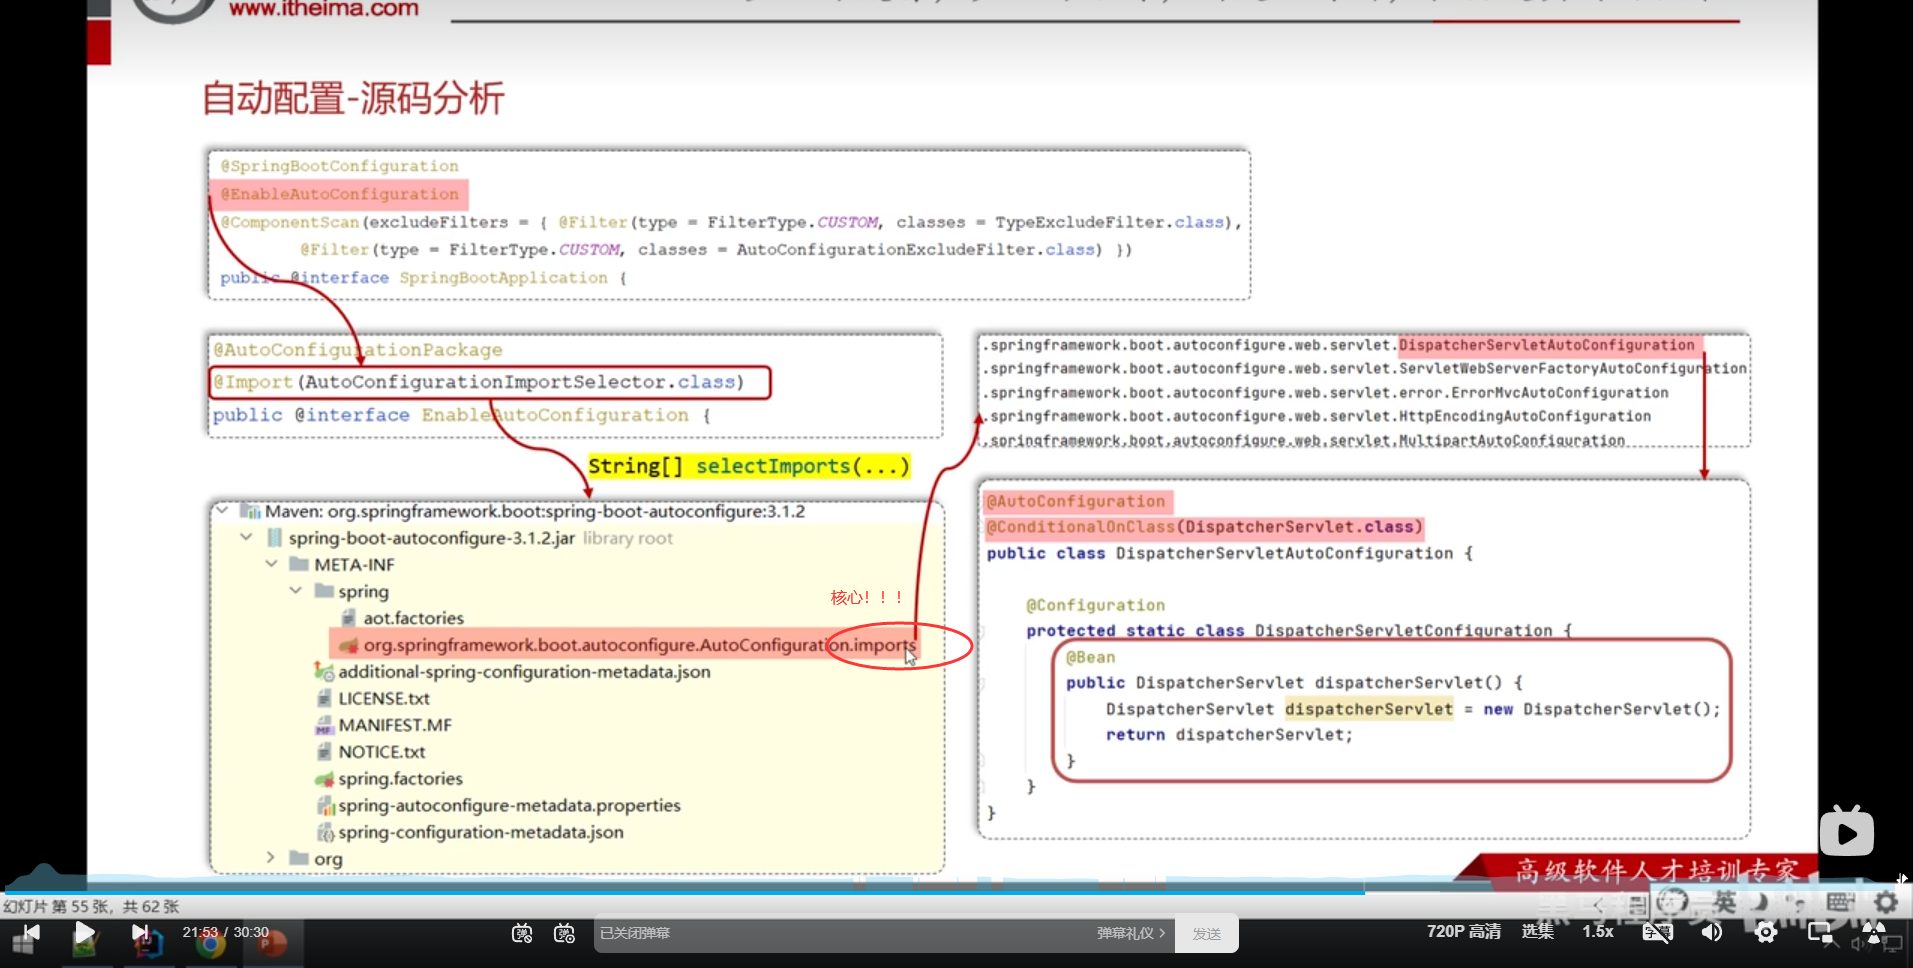 www.itheima.com
自动配置-源码分析
@SpringBootConfiguration
@EnableAutoConfiguration
@ComponentScan(excludeFilters = { @Filter(type = FilterType.CUSTOM, classes = TypeExcludeFilter.class),
@Filter(type = FilterType.CUSTOM, classes = AutoConfigurationExcludeFilter.class) })
public @interface SpringBootApplication {
@AutoConfigurationPackage
@Import(AutoConfigurationImportSelector.class)
public @interface EnableAutoConfiguration {
String[] selectImports(...)
Maven: org.springframework.boot:spring-boot-autoconfigure:3.1.2
spring-boot-autoconfigure-3.1.2.jar library root
META-INF
spring
aot.factories
核心！！！
org.springframework.boot.autoconfigure.AutoConfiguration.imports
additional-spring-configuration-metadata.json
LICENSE.txt
MANIFEST.MF
NOTICE.txt
spring.factories
spring-autoconfigure-metadata.properties
spring-configuration-metadata.json
org
.springframework.boot.autoconfigure.web.servlet.DispatcherServletAutoConfiguration
.springframework.boot.autoconfigure.web.servlet.ServletWebServerFactoryAutoConfiguration
.springframework.boot.autoconfigure.web.servlet.error.ErrorMvcAutoConfiguration
.springframework.boot.autoconfigure.web.servlet.HttpEncodingAutoConfiguration
.springframework.boot.autoconfigure.web.servlet.MultipartAutoConfiguration
@AutoConfiguration
@ConditionalOnClass(DispatcherServlet.class)
public class DispatcherServletAutoConfiguration {
@Configuration
protected static class DispatcherServletConfiguration {
@Bean
public DispatcherServlet dispatcherServlet() {
DispatcherServlet dispatcherServlet = new DispatcherServlet();
return dispatcherServlet;
}
}
}
高级软件人才培训专家
幻灯片 第 55 张，共 62 张
英
21:53 / 30:30
已关闭弹幕
弹幕礼仪 >
发送
720P 高清
选集
1.5x
字幕